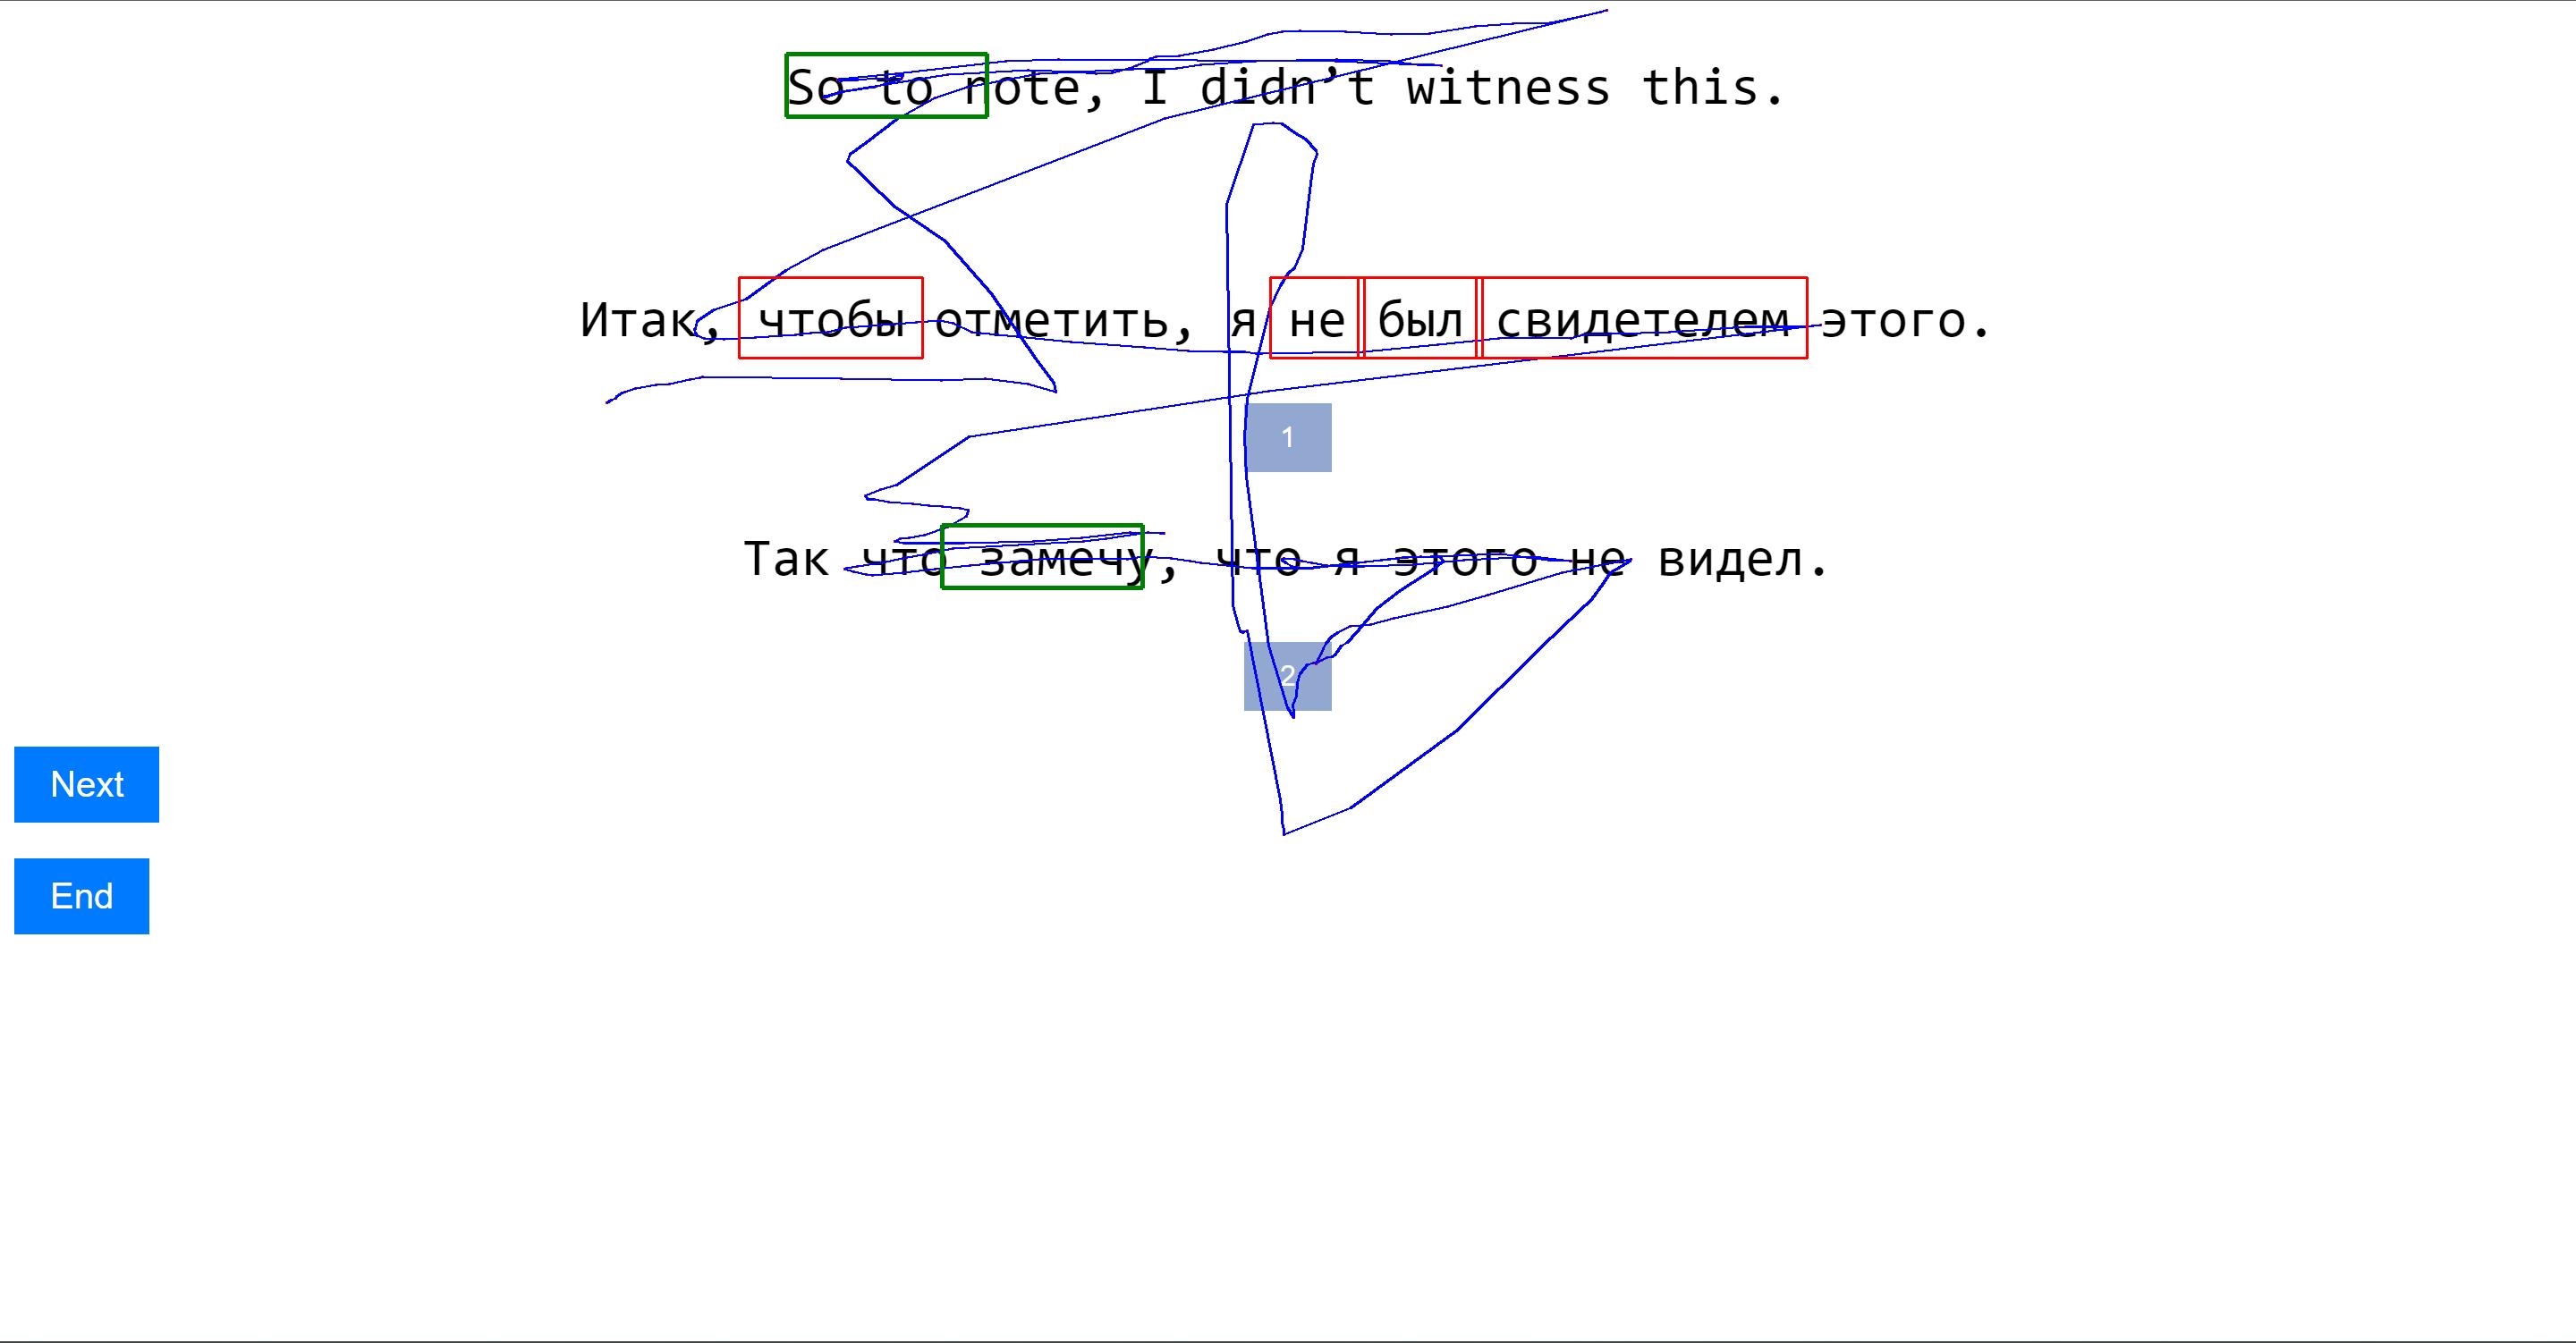 So to note, I didn’t witness this.
Итак, чтобы отметить, я не был свидетелем этого.
1
Так что замечу, что я этого не видел.
2
Next
End